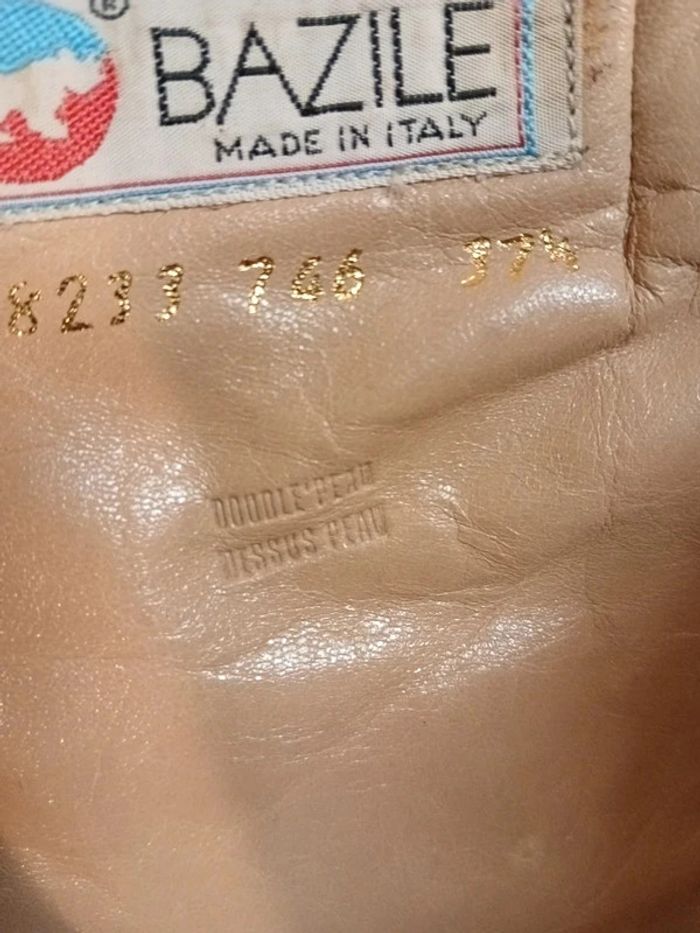 ®
BAZILE
MADE IN ITALY
8233 746 37½
DOUBLE*PEAU
DESSUS*PEAU